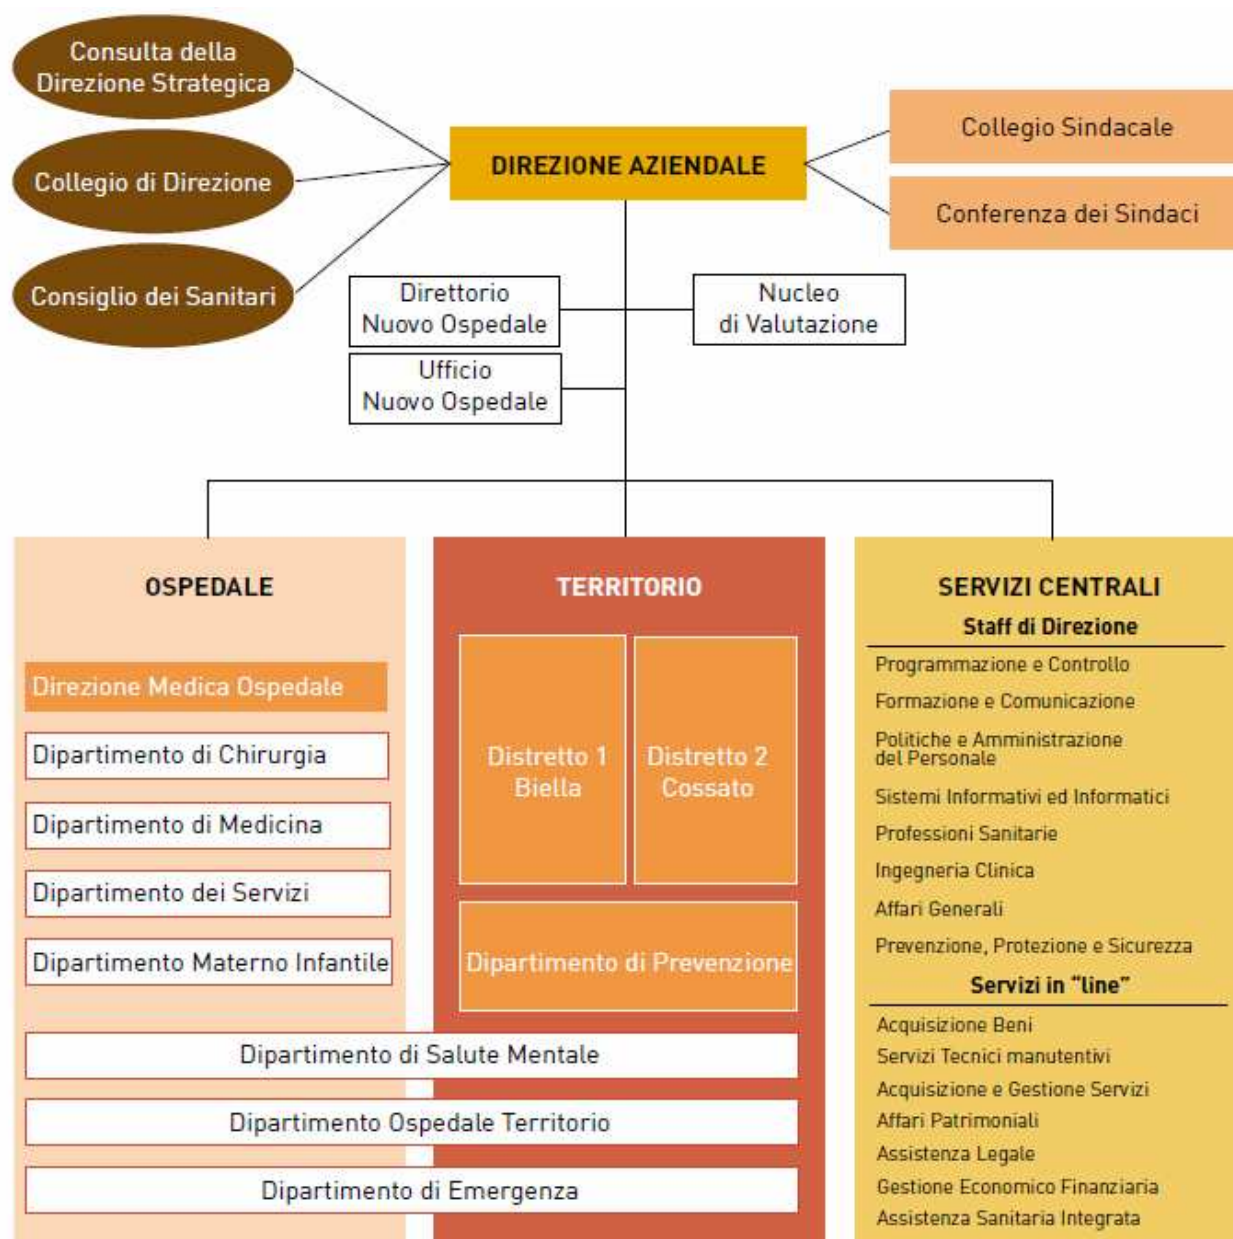 Consulta della
Direzione Strategica
Collegio di Direzione
Consiglio dei Sanitari
DIREZIONE AZIENDALE
Collegio Sindacale
Conferenza dei Sindaci
Direttorio
Nuovo Ospedale
Nucleo
di Valutazione
Ufficio
Nuovo Ospedale
OSPEDALE
Direzione Medica Ospedale
Dipartimento di Chirurgia
Dipartimento di Medicina
Dipartimento dei Servizi
Dipartimento Materno Infantile
TERRITORIO
Distretto 1
Biella
Distretto 2
Cossato
Dipartimento di Prevenzione
Dipartimento di Salute Mentale
Dipartimento Ospedale Territorio
Dipartimento di Emergenza
SERVIZI CENTRALI
Staff di Direzione
Programmazione e Controllo
Formazione e Comunicazione
Politiche e Amministrazione
del Personale
Sistemi Informativi ed Informatici
Professioni Sanitarie
Ingegneria Clinica
Affari Generali
Prevenzione, Protezione e Sicurezza
Servizi in “line”
Acquisizione Beni
Servizi Tecnici manutentivi
Acquisizione e Gestione Servizi
Affari Patrimoniali
Assistenza Legale
Gestione Economico Finanziaria
Assistenza Sanitaria Integrata